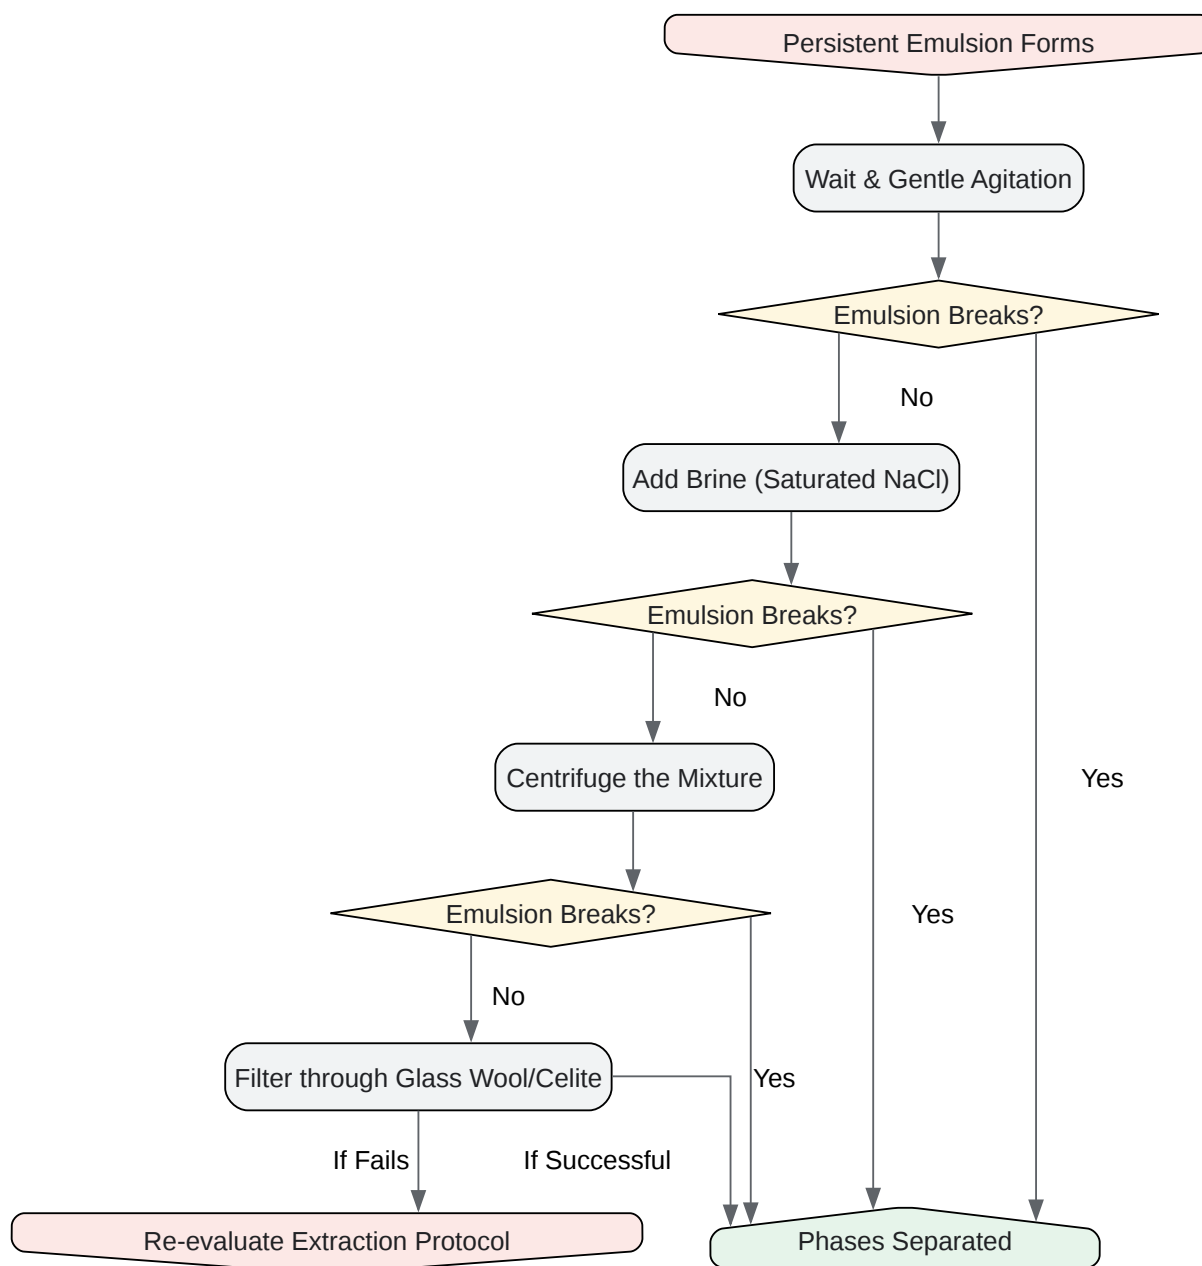 Persistent Emulsion Forms
Wait & Gentle Agitation
Emulsion Breaks?
No
Add Brine (Saturated NaCl)
Emulsion Breaks?
No
Centrifuge the Mixture
Yes
Emulsion Breaks?
Yes
No
Filter through Glass Wool/Celite
Yes
If Fails
If Successful
Re-evaluate Extraction Protocol
Phases Separated